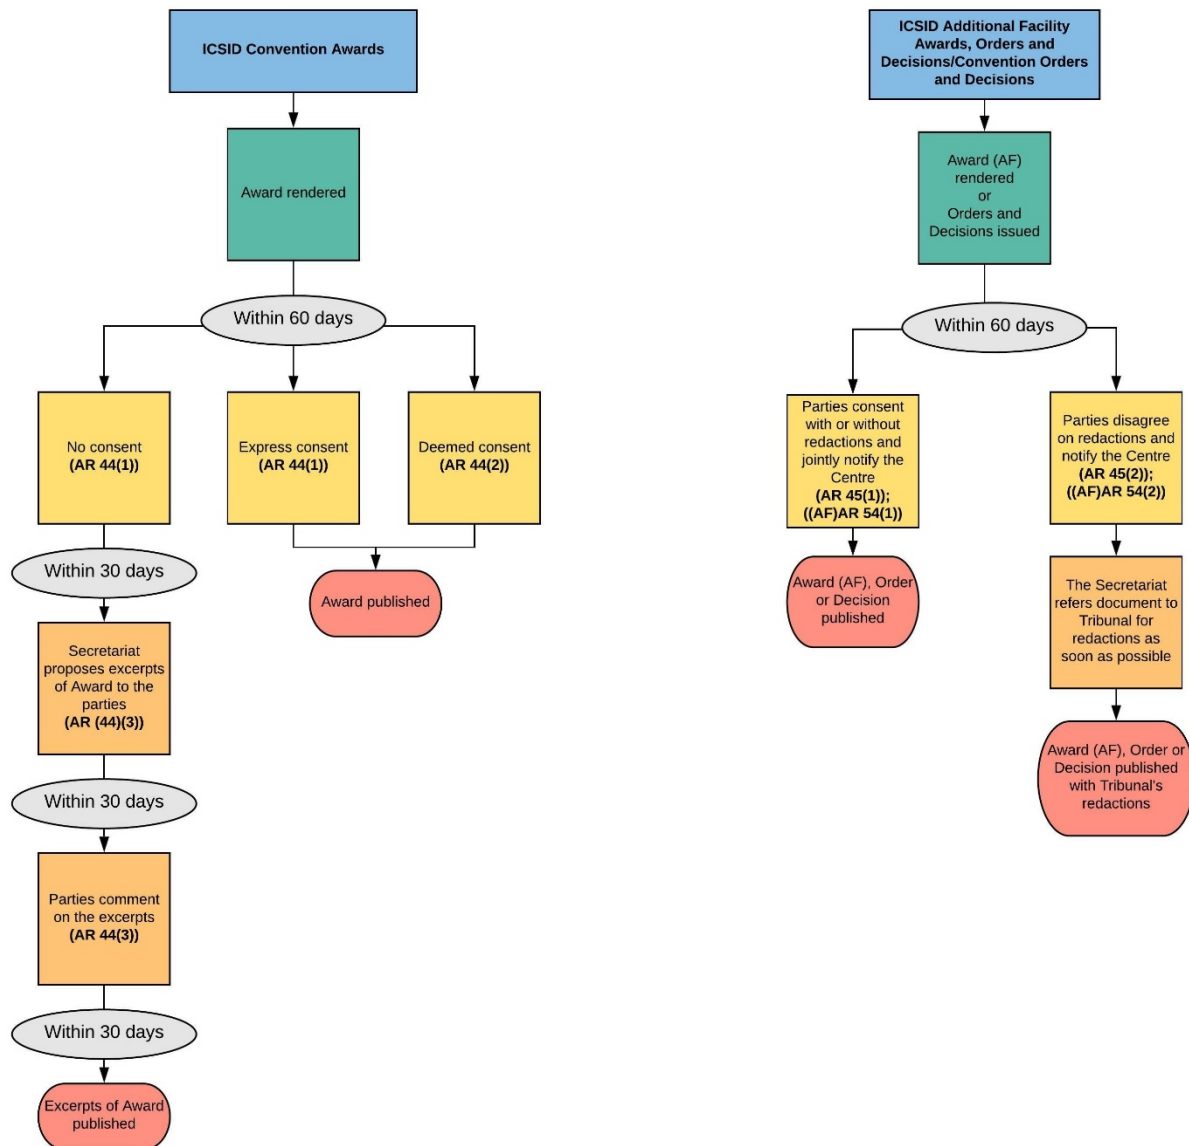 ICSID Convention Awards
Award rendered
Within 60 days
No consent
(AR 44(1))
Express consent
(AR 44(1))
Deemed consent
(AR 44(2))
Within 30 days
Award published
Secretariat
proposes excerpts
of Award to the
parties
(AR (44)(3))
Within 30 days
Parties comment
on the excerpts
(AR 44(3))
Within 30 days
Excerpts of Award
published
ICSID Additional Facility
Awards, Orders and
Decisions/Convention Orders
and Decisions
Award (AF)
rendered
or
Orders and
Decisions issued
Within 60 days
Parties consent
with or without
redactions and
jointly notify the
Centre
(AR 45(1));
((AF)AR 54(1))
Parties disagree
on redactions and
notify the Centre
(AR 45(2));
((AF)AR 54(2))
Award (AF), Order
or Decision
published
The Secretariat
refers document to
Tribunal for
redactions as
soon as possible
Award (AF), Order or
Decision published
with Tribunal's
redactions